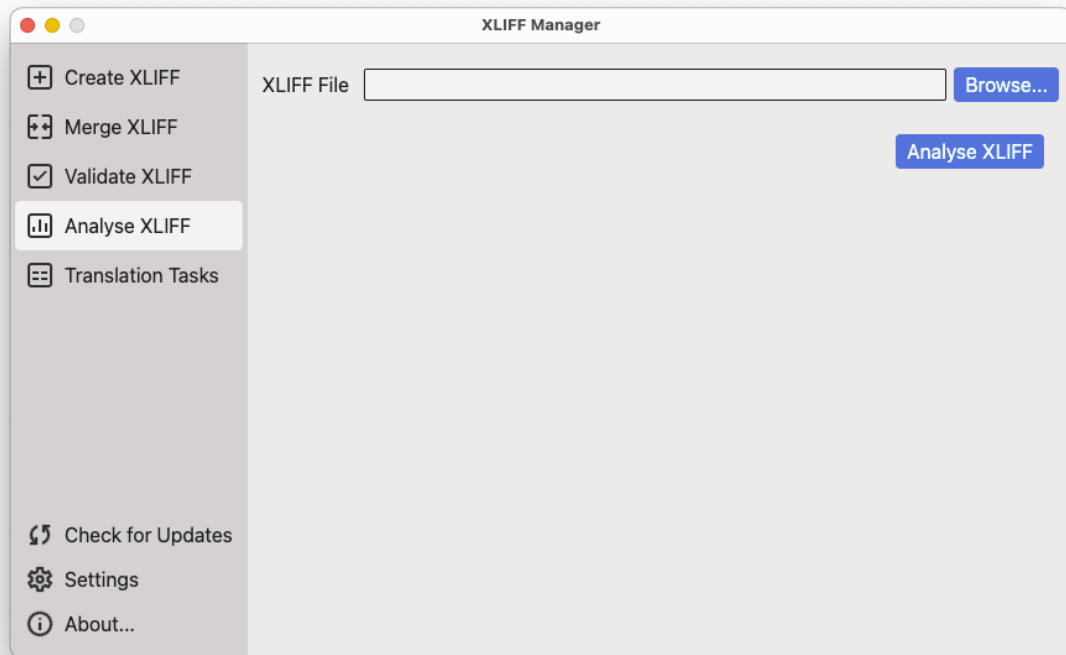 XLIFF Manager
Create XLIFF
Merge XLIFF
Validate XLIFF
Analyse XLIFF
Translation Tasks
Check for Updates
Settings
About...
XLIFF File
Browse...
Analyse XLIFF